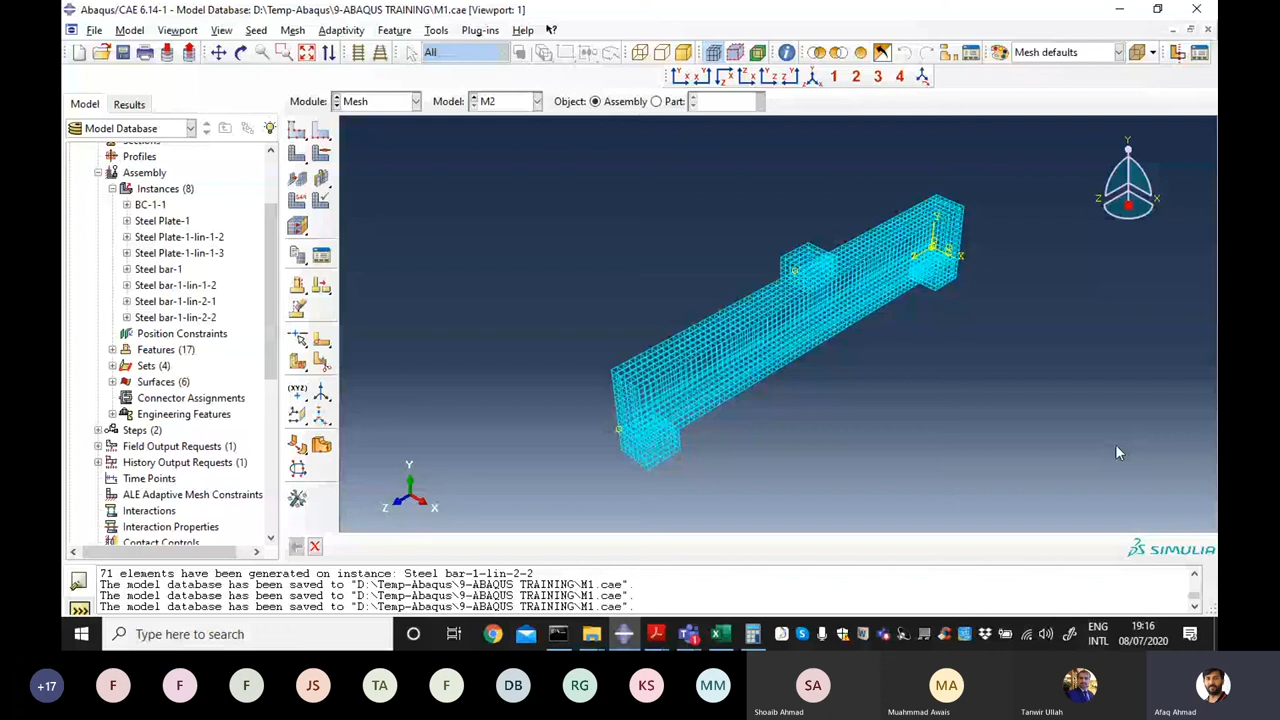 Abaqus/CAE 6.14-1 - Model Database: D:\Temp-Abaqus\9-ABAQUS TRAINING\M1.cae [Viewport: 1]
File Model Viewport View Seed Mesh Adaptivity Feature Tools Plug-ins Help
All
Mesh defaults
1 2 3 4
Model Results
Module: Mesh Model: M2 Object: Assembly Part:
Model Database
Profiles
Assembly
Instances (8)
BC-1-1
Steel Plate-1
Steel Plate-1-lin-1-2
Steel Plate-1-lin-1-3
Steel bar-1
Steel bar-1-lin-1-2
Steel bar-1-lin-2-1
Steel bar-1-lin-2-2
Position Constraints
Features (17)
Sets (4)
Surfaces (6)
Connector Assignments
Engineering Features
Steps (2)
Field Output Requests (1)
History Output Requests (1)
Time Points
ALE Adaptive Mesh Constraints
Interactions
Interaction Properties
Contact Controls
(XYZ)
Y
Z X
Y
Z X
SIMULIA
71 elements have been generated on instance: Steel bar-1-lin-2-2
The model database has been saved to "D:\Temp-Abaqus\9-ABAQUS TRAINING\M1.cae".
The model database has been saved to "D:\Temp-Abaqus\9-ABAQUS TRAINING\M1.cae".
The model database has been saved to "D:\Temp-Abaqus\9-ABAQUS TRAINING\M1.cae".
>>>
Type here to search
ENG
INTL
19:16
08/07/2020
+17 F F F JS TA F DB RG KS MM SA MA
Shoaib Ahmad Muahmmad Awais Tanwir Ullah Afaq Ahmad